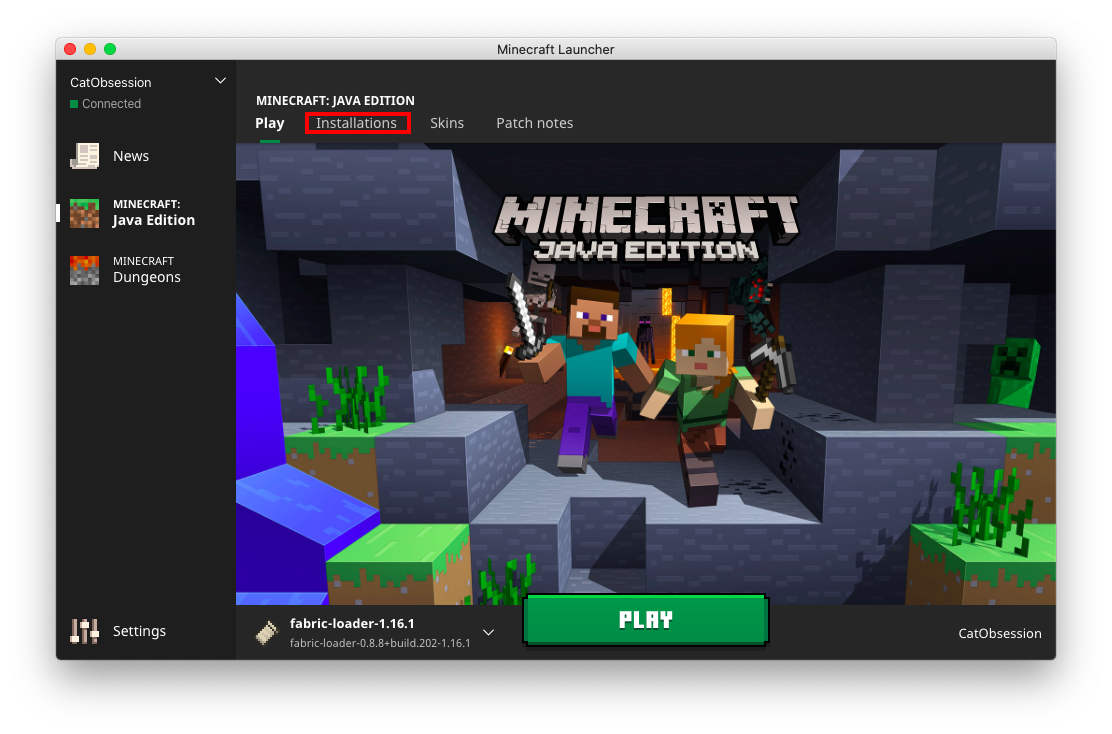 Minecraft Launcher
CatObsession
Connected
News
MINECRAFT:
Java Edition
MINECRAFT
Dungeons
Settings
MINECRAFT: JAVA EDITION
Play Installations Skins Patch notes
MINECRAFT
JAVA EDITION
fabric-loader-1.16.1
fabric-loader-0.8.8+build.202-1.16.1
PLAY
CatObsession